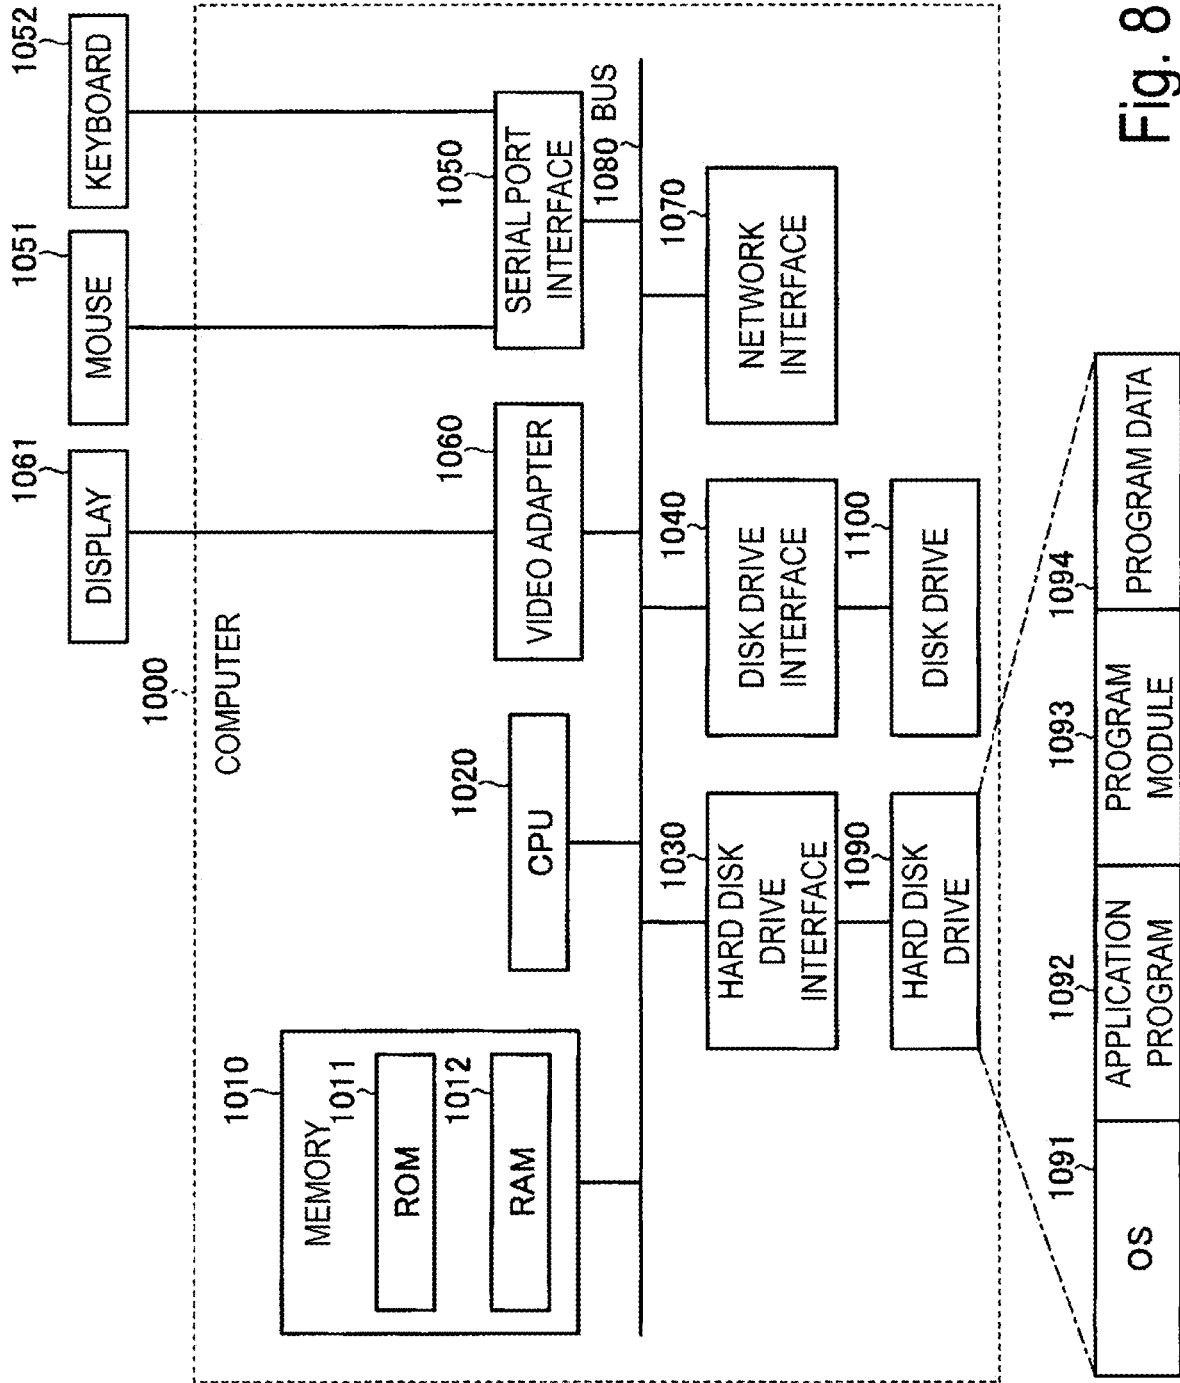 1061
DISPLAY
1051
MOUSE
1052
KEYBOARD
1000
COMPUTER
1010
MEMORY
1011
ROM
1012
RAM
1020
CPU
1060
VIDEO ADAPTER
1050
SERIAL PORT
INTERFACE
1080 BUS
1030
HARD DISK
DRIVE
INTERFACE
1040
DISK DRIVE
INTERFACE
1070
NETWORK
INTERFACE
1090
HARD DISK
DRIVE
1100
DISK DRIVE
1091
OS
1092
APPLICATION
PROGRAM
1093
PROGRAM
MODULE
1094
PROGRAM DATA
Fig. 8